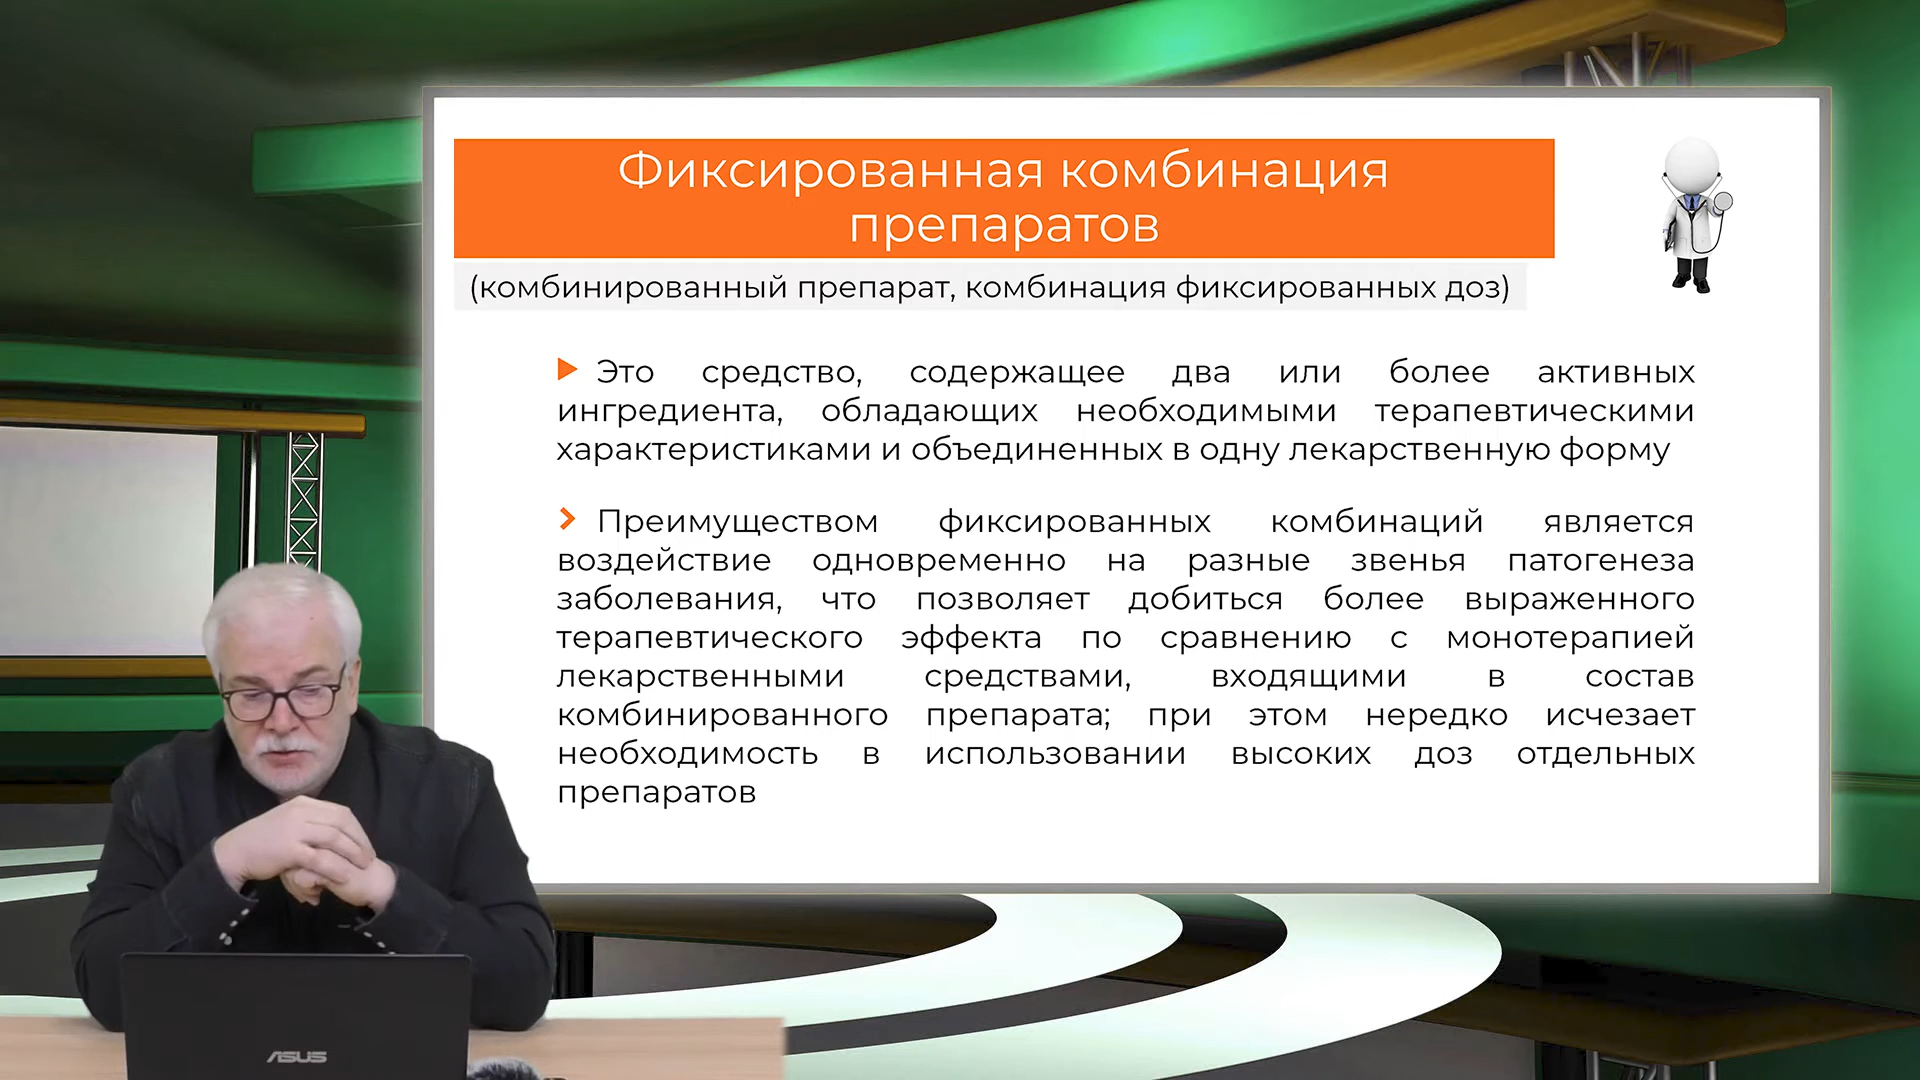 Фиксированная комбинация
препаратов
(комбинированный препарат, комбинация фиксированных доз)
Это средство, содержащее два или более активных
ингредиента, обладающих необходимыми терапевтическими
характеристиками и объединенных в одну лекарственную форму
Преимуществом фиксированных комбинаций является
воздействие одновременно на разные звенья патогенеза
заболевания, что позволяет добиться более выраженного
терапевтического эффекта по сравнению с монотерапией
лекарственными средствами, входящими в состав
комбинированного препарата; при этом нередко исчезает
необходимость в использовании высоких доз отдельных
препаратов
ASUS